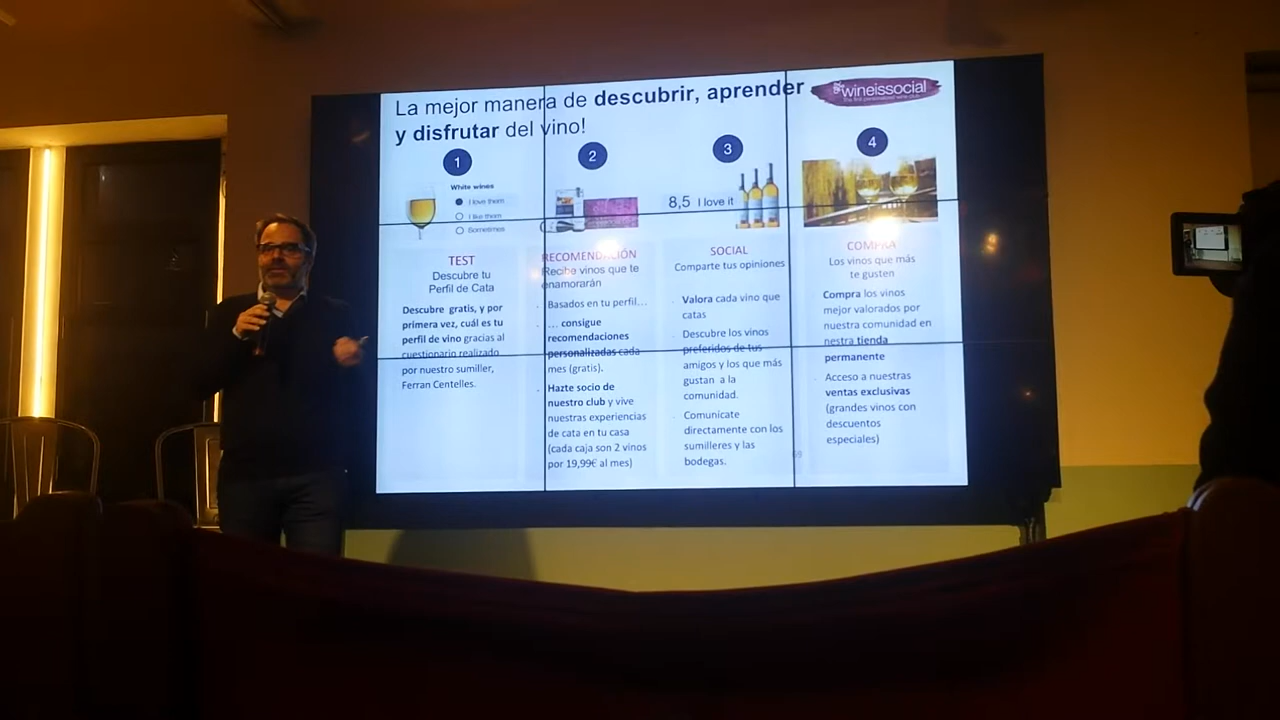 La mejor manera de descubrir, aprender
y disfrutar del vino!
wineissocial
The first personalized wine club
1
White wines
I love them
I like them
Sometimes
TEST
Descubre tu
Perfil de Cata
Descubre gratis, y por
primera vez, cuál es tu
perfil de vino gracias al
cuestionario realizado
por nuestro sumiller,
Ferran Centelles.
2
RECOMENDACIÓN
Recibe vinos que te
enamorarán
Basados en tu perfil...
... consigue
recomendaciones
personalizadas cada
mes (gratis).
Hazte socio de
nuestro club y vive
nuestras experiencias
de cata en tu casa
(cada caja son 2 vinos
por 19,99€ al mes)
3
8,5 I love it
SOCIAL
Comparte tus opiniones
Valora cada vino que
catas
Descubre los vinos
preferidos de tus
amigos y los que más
gustan a la
comunidad.
Comunícate
directamente con los
sumilleres y las
bodegas.
4
COMPRA
Los vinos que más
te gusten
Compra los vinos
mejor valorados por
nuestra comunidad en
nestra tienda
permanente
Acceso a nuestras
ventas exclusivas
(grandes vinos con
descuentos
especiales)